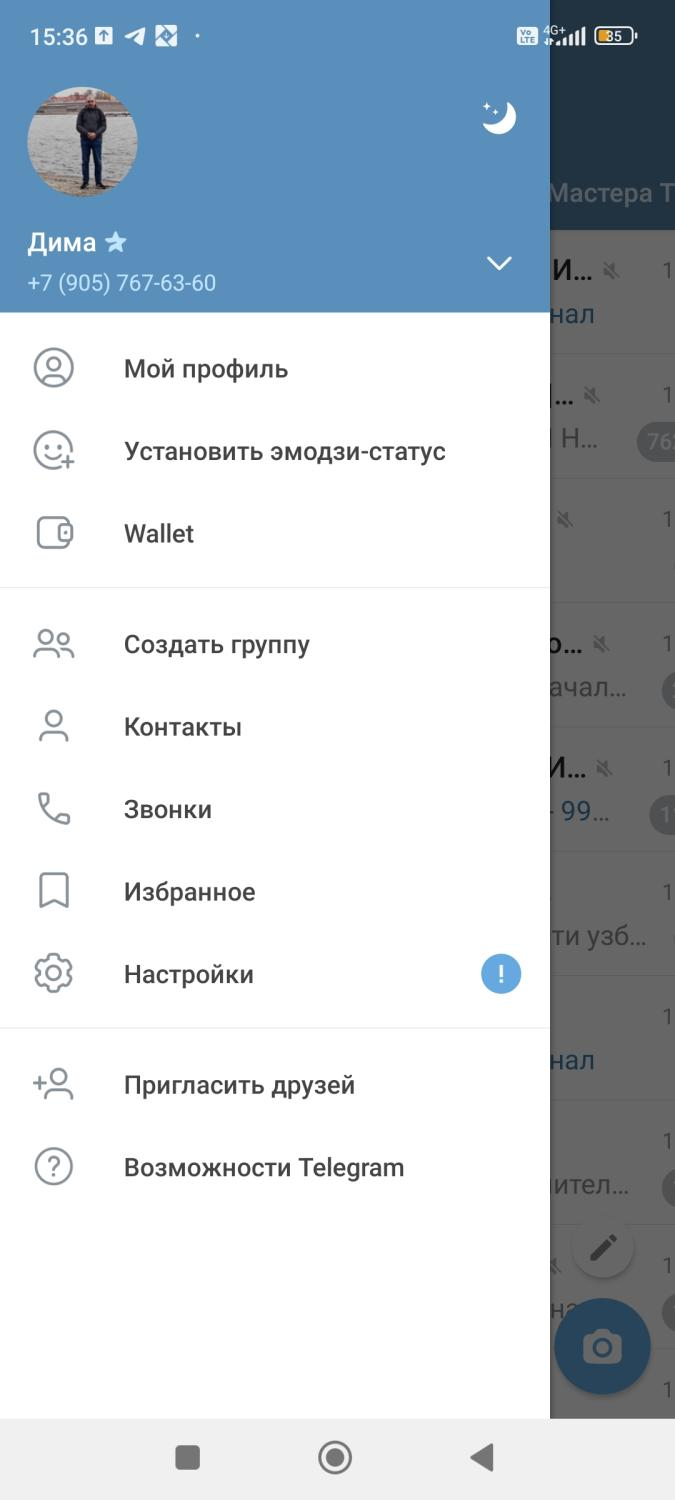 15:36
Vo LTE 4G+ 35
Мастера Т
Дима
+7 (905) 767-63-60
И...
нал
Мой профиль
...
Н...
76
Установить эмодзи-статус
Wallet
Создать группу
о...
ачал...
Контакты
И...
99...
Звонки
Избранное
ти узб...
Настройки
!
нал
Пригласить друзей
Возможности Telegram
ител...